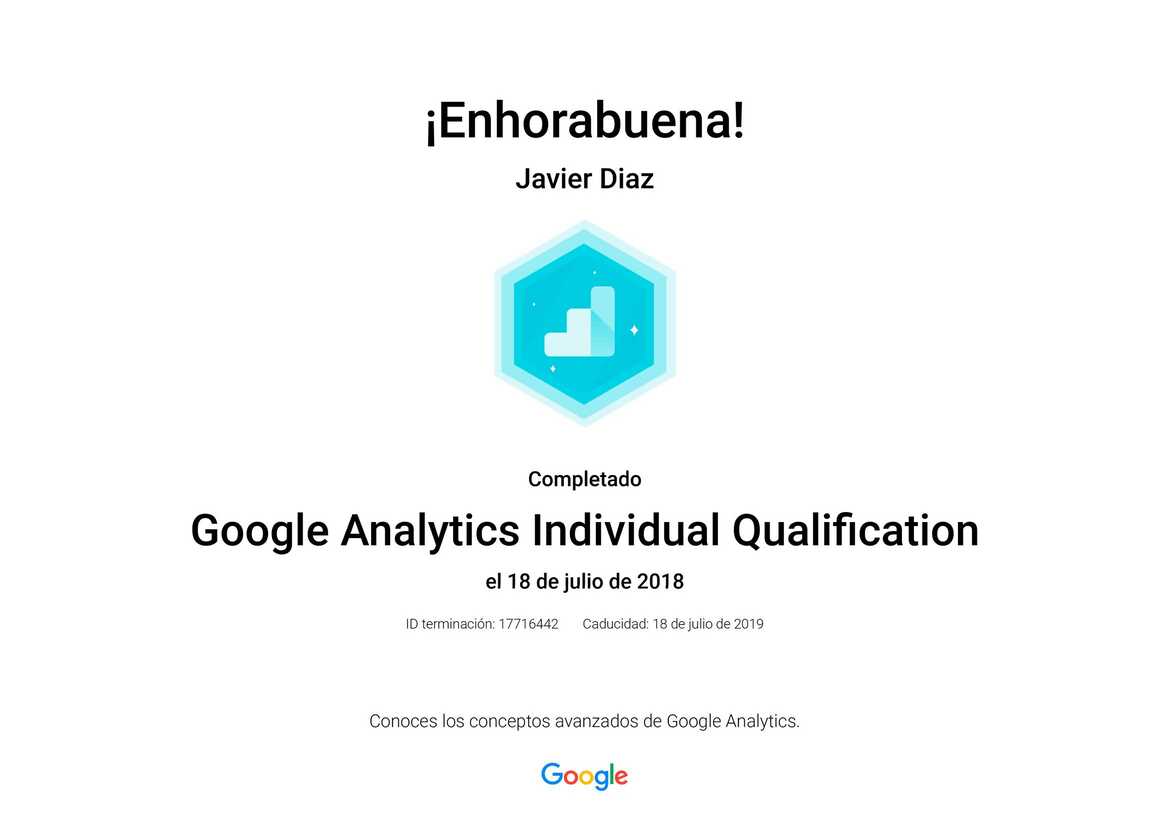 ¡Enhorabuena!
Javier Diaz
Completado
Google Analytics Individual Qualification
el 18 de julio de 2018
ID terminación: 17716442 Caducidad: 18 de julio de 2019
Conoces los conceptos avanzados de Google Analytics.
Google